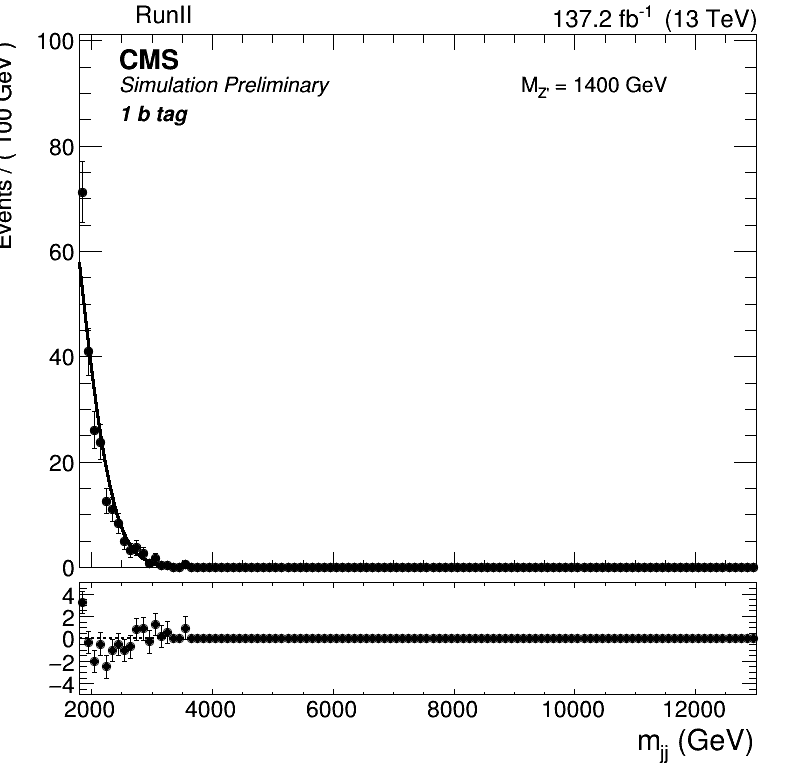 RunII
137.2 fb-1 (13 TeV)
Events / ( 100 GeV )
CMS
Simulation Preliminary
1 b tag
MZ' = 1400 GeV
100
80
60
40
20
0
4
2
0
−2
−4
2000 4000 6000 8000 10000 12000
mjj (GeV)